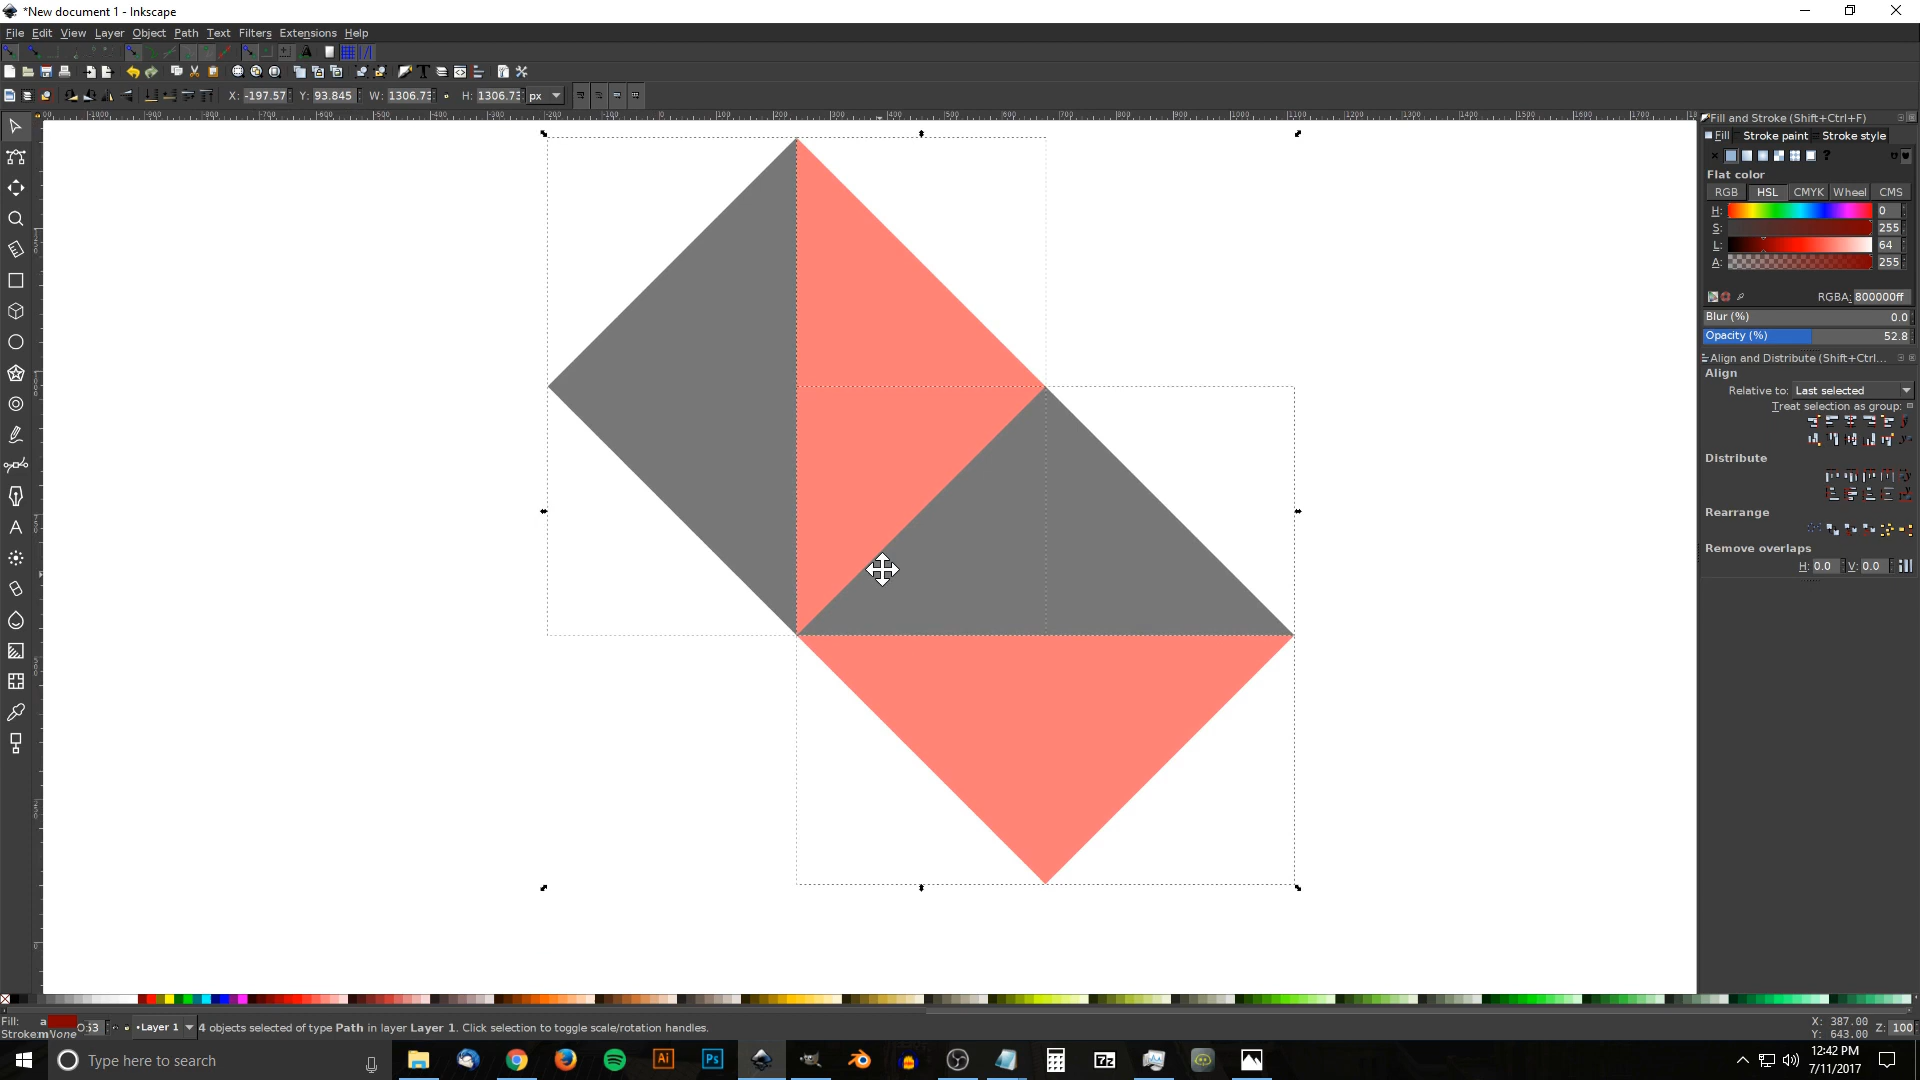 *New document 1 - Inkscape
File Edit View Layer Object Path Text Filters Extensions Help
X: -197.57 Y: 93.845 W: 1306.73 H: 1306.73 px
Fill and Stroke (Shift+Ctrl+F)
Fill Stroke paint Stroke style
?
Flat color
RGB HSL CMYK Wheel CMS
H: 0
S: 255
L: 64
A: 255
RGBA: 800000ff
Blur (%) 0.0
Opacity (%) 52.8
Align and Distribute (Shift+Ctrl...
Align
Relative to: Last selected
Treat selection as group:
Distribute
Rearrange
Remove overlaps
H: 0.0 V: 0.0
Fill: a
Stroke: m None
O: 53
•Layer 1
4 objects selected of type Path in layer Layer 1. Click selection to toggle scale/rotation handles.
X: 387.00
Y: 643.00
Z: 100
Type here to search
Ai
Ps
7z
12:42 PM
7/11/2017